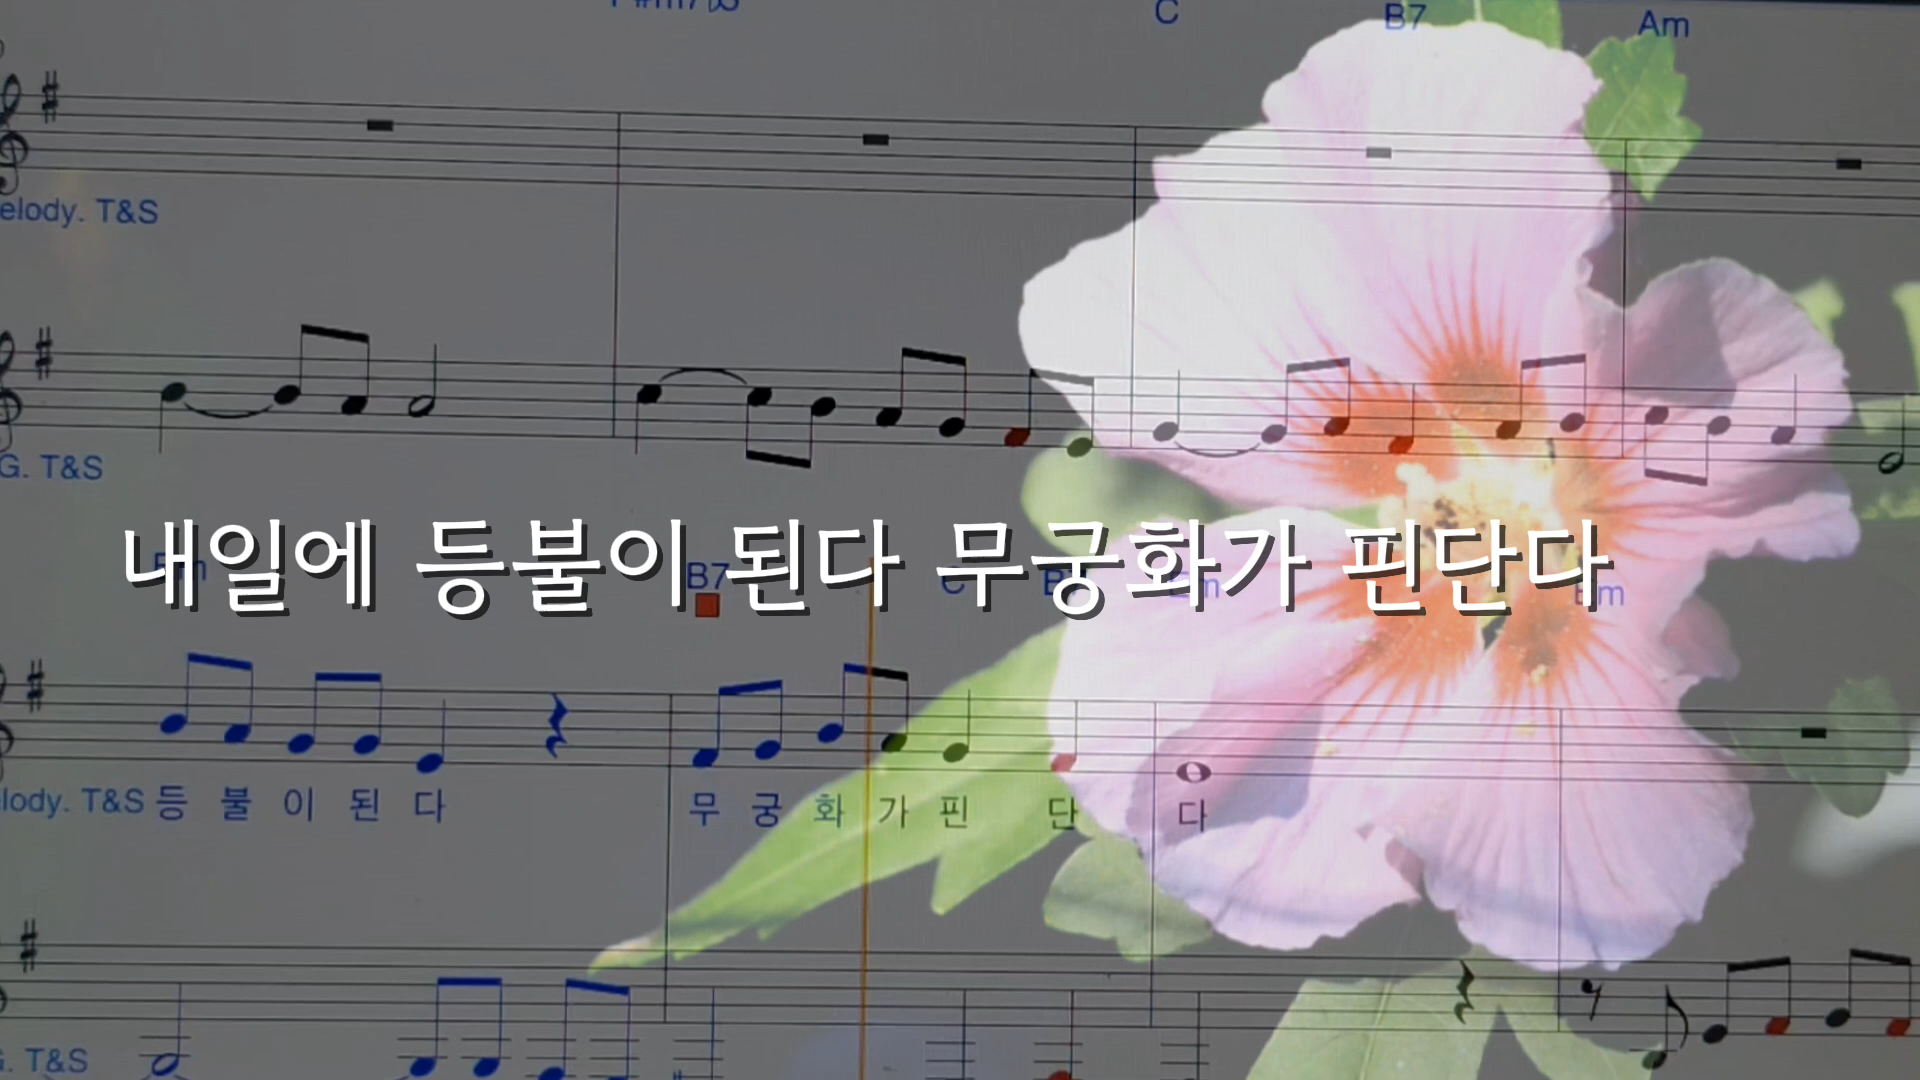 C B7 Am
elody. T&S
G. T&S
내일에 등불이 된다 무궁화가 핀단다
B7 C Em Em
lody. T&S 등 불 이 된 다 무 궁 화 가 핀 단 다
G. T&S